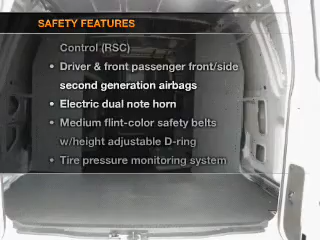 SAFETY FEATURES
Control (RSC)
• Driver & front passenger front/side
second generation airbags
• Electric dual note horn
• Medium flint-color safety belts
w/height adjustable D-ring
• Tire pressure monitoring system